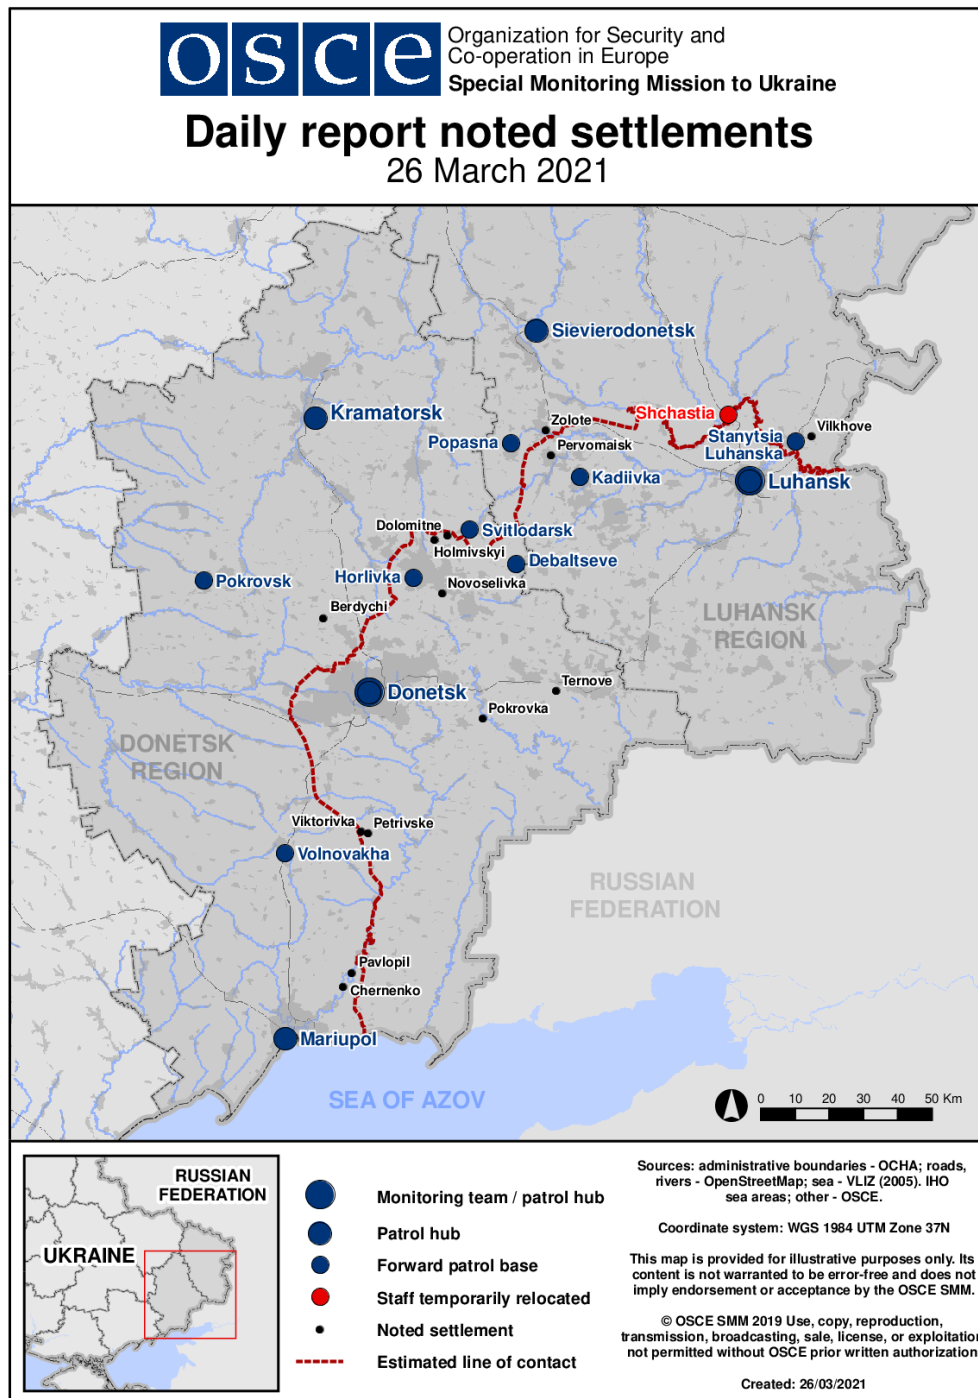 osce
Organization for Security and
Co-operation in Europe
Special Monitoring Mission to Ukraine
Daily report noted settlements
26 March 2021
Sievierodonetsk
Kramatorsk
Shchastia
Zolote
Popasna
Pervomaisk
Stanytsia
Luhanska
Vilkhove
Kadiivka
Luhansk
Dolomitne
Svitlodarsk
Holmivskyi
Debaltseve
Pokrovsk
Horlivka
Novoselivka
Berdychi
LUHANSK
REGION
Ternove
Donetsk
Pokrovka
DONETSK
REGION
Viktorivka
Petrivske
Volnovakha
RUSSIAN
FEDERATION
Pavlopil
Chernenko
Mariupol
SEA OF AZOV
0 10 20 30 40 50 Km
RUSSIAN
FEDERATION
UKRAINE
Monitoring team / patrol hub
Patrol hub
Forward patrol base
Staff temporarily relocated
Noted settlement
Estimated line of contact
Sources: administrative boundaries - OCHA; roads,
rivers - OpenStreetMap; sea - VLIZ (2005). IHO
sea areas; other - OSCE.
Coordinate system: WGS 1984 UTM Zone 37N
This map is provided for illustrative purposes only. Its
content is not warranted to be error-free and does not
imply endorsement or acceptance by the OSCE SMM.
© OSCE SMM 2019 Use, copy, reproduction,
transmission, broadcasting, sale, license, or exploitation
not permitted without OSCE prior written authorization
Created: 26/03/2021